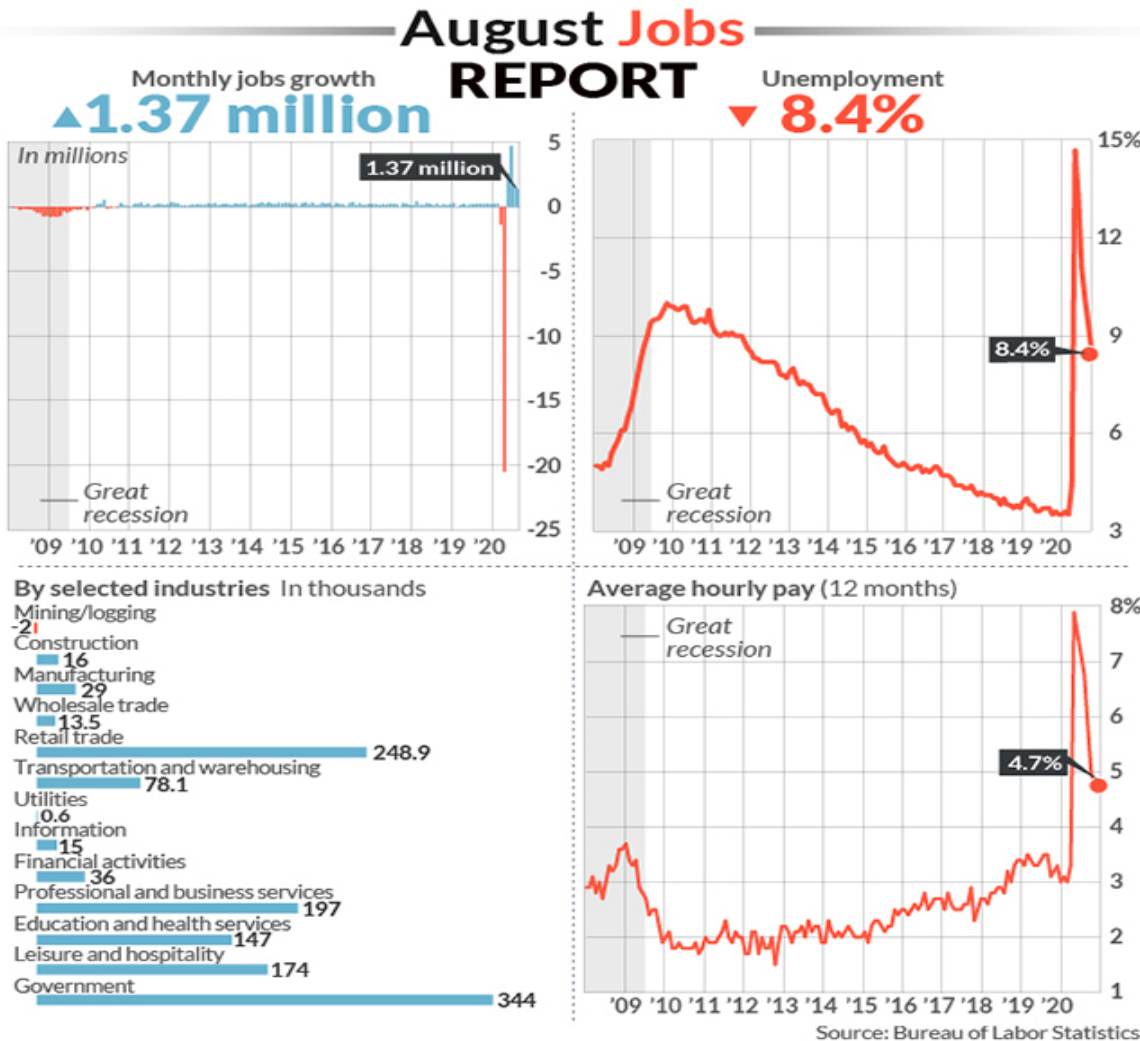 August Jobs
REPORT
Monthly jobs growth
▲1.37 million
In millions
1.37 million
5
0
-5
-10
-15
-20
-25
Great
recession
'09 '10 '11 '12 '13 '14 '15 '16 '17 '18 '19 '20
Unemployment
▼ 8.4%
15%
12
9
8.4%
6
3
Great
recession
'09 '10 '11 '12 '13 '14 '15 '16 '17 '18 '19 '20
By selected industries In thousands
Mining/logging
-2
Construction
16
Manufacturing
29
Wholesale trade
13.5
Retail trade
248.9
Transportation and warehousing
78.1
Utilities
0.6
Information
15
Financial activities
36
Professional and business services
197
Education and health services
147
Leisure and hospitality
174
Government
344
Average hourly pay (12 months)
Great
recession
8%
7
6
4.7%
5
4
3
2
1
'09 '10 '11 '12 '13 '14 '15 '16 '17 '18 '19 '20
Source: Bureau of Labor Statistics